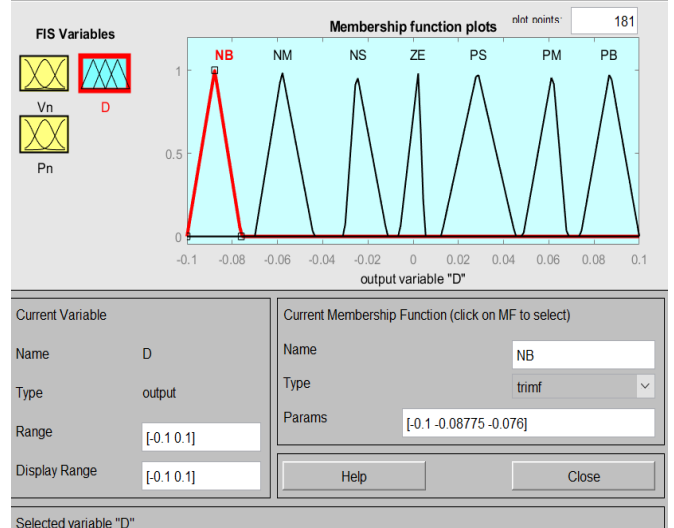 FIS Variables
Membership function plots
plot points:
181
Vn
D
Pn
NB
NM
NS
ZE
PS
PM
PB
1
0.5
0
-0.1
-0.08
-0.06
-0.04
-0.02
0
0.02
0.04
0.06
0.08
0.1
output variable "D"
Current Variable
Name
D
Type
output
Range
[-0.1 0.1]
Display Range
[-0.1 0.1]
Current Membership Function (click on MF to select)
Name
NB
Type
trimf
Params
[-0.1 -0.08775 -0.076]
Help
Close
Selected variable "D"